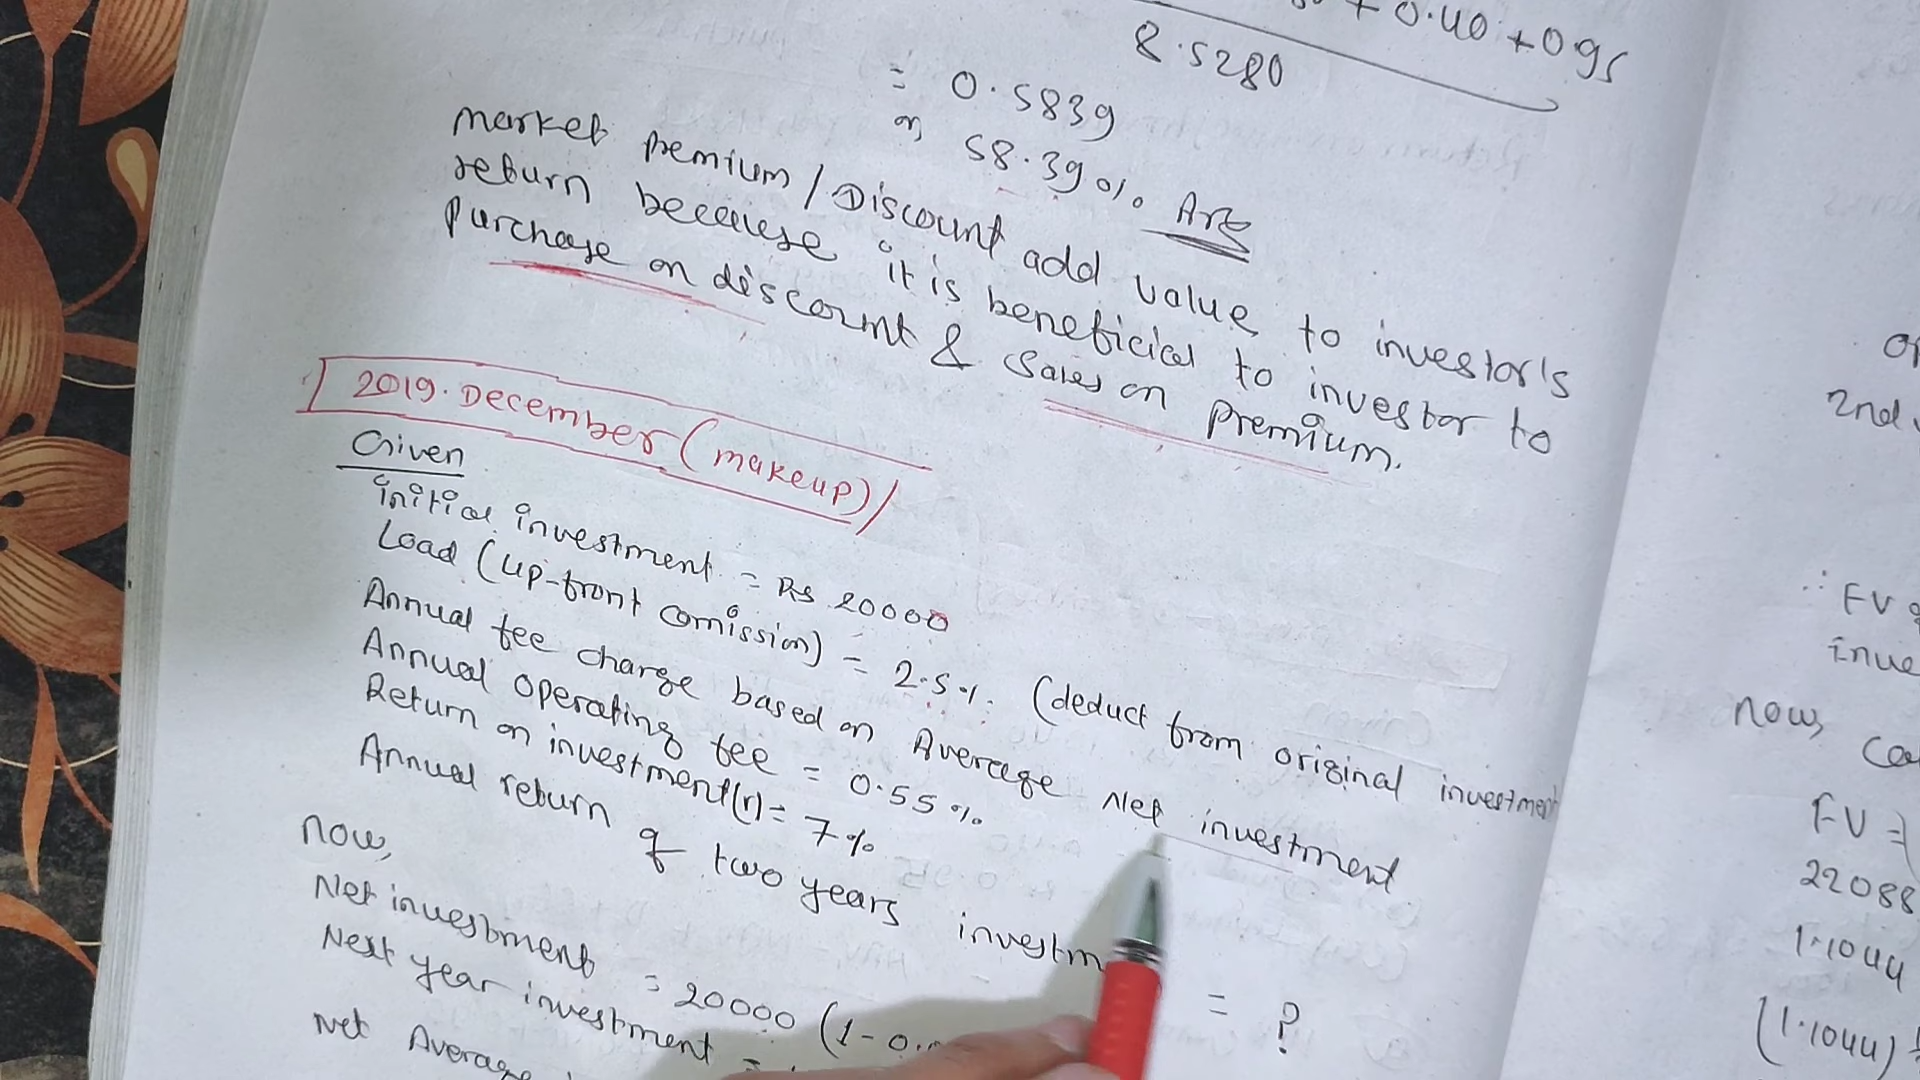 + 0.40 + 0.95
8.5280
= 0.5839
or, 58.39% Ans
market premium / Discount add value to investor's
return because it is beneficial to investor to
purchase on discount & Sales on premium.
2019. December (makeup)
Given
initial investment = Rs 20000
Load (up-front comission) = 2.5%. (deduct from original investment
Annual fee charge based on Average Net investment
Annual operating fee = 0.55%
Return on investment (r) = 7%
Annual return of two years investm = ?
Now,
Net investment = 20000 (1-0.
Next year investment =
Net Average
2nd
∴ FV
inve
Now, Ca
FV =
22088
1.1044
(1.1044)